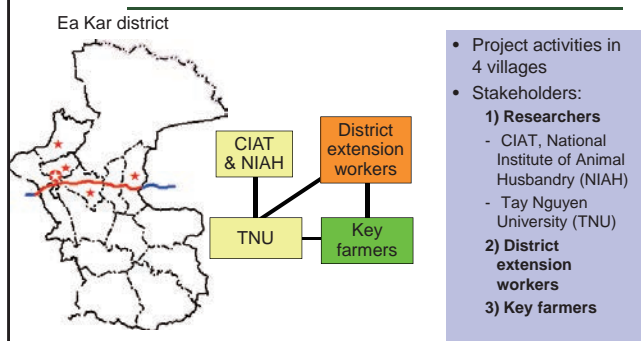 Ea Kar district
CIAT
& NIAH
District
extension
workers
TNU
Key
farmers
• Project activities in
4 villages
• Stakeholders:
1) Researchers
- CIAT, National
Institute of Animal
Husbandry (NIAH)
- Tay Nguyen
University (TNU)
2) District
extension
workers
3) Key farmers